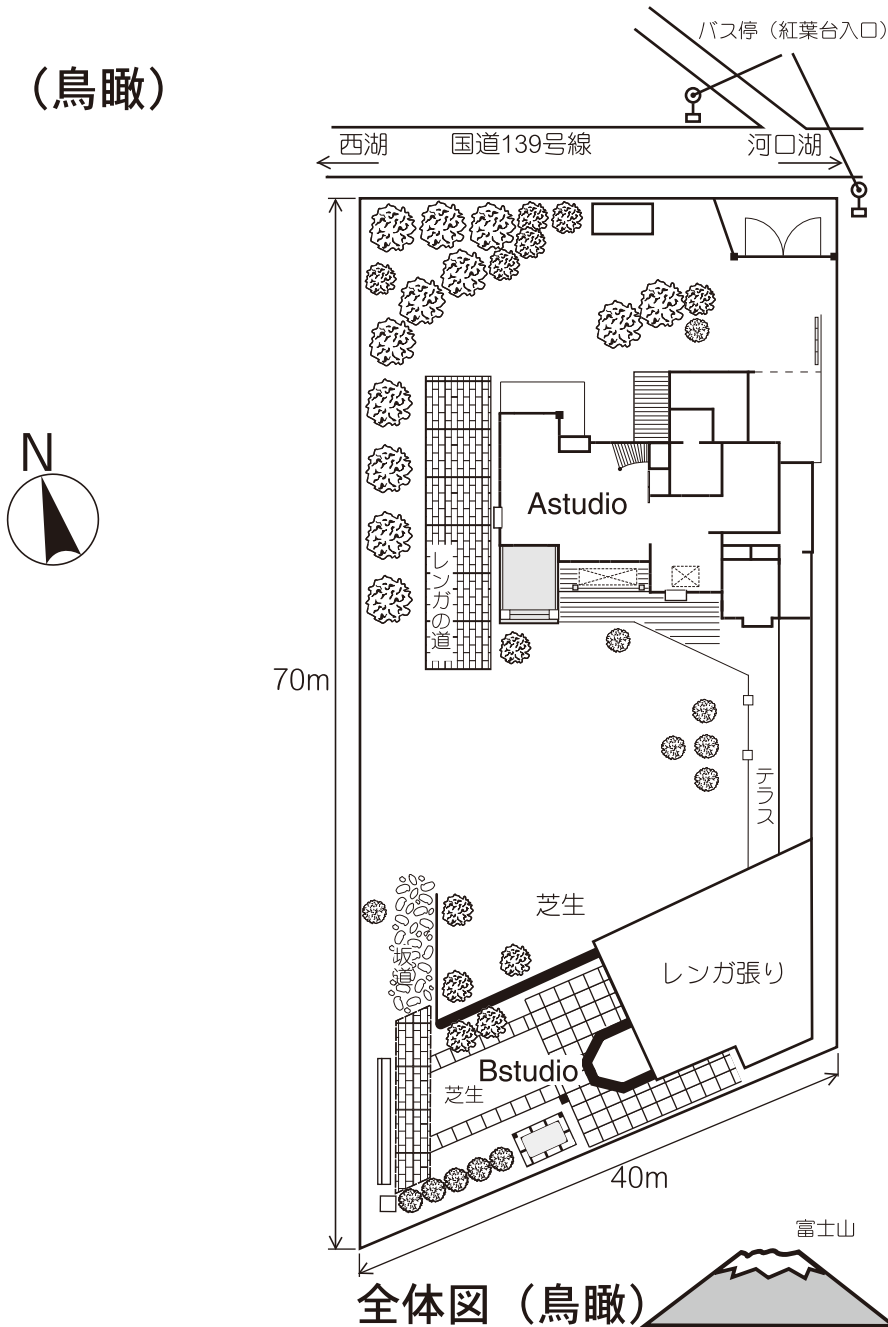 バス停（紅葉台入口）
（鳥瞰）
西湖
国道139号線
河口湖
N
Astudio
レンガの道
70m
テラス
芝生
坂道
レンガ張り
Bstudio
芝生
40m
富士山
全体図（鳥瞰）